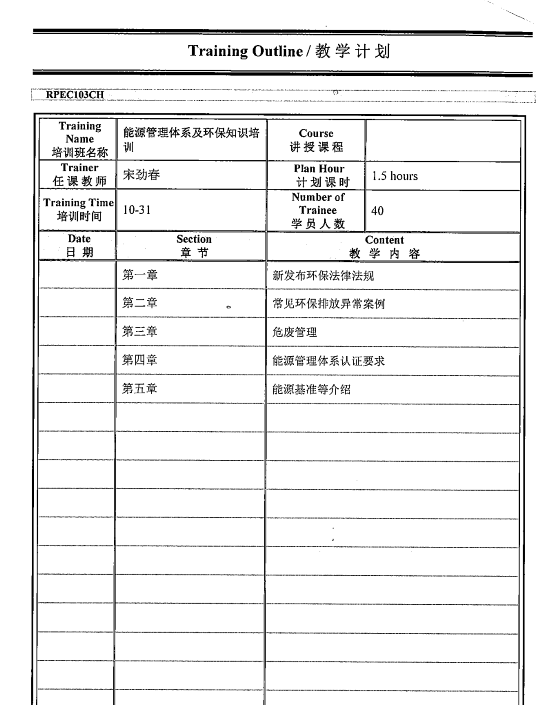 Training Outline / 教 学 计 划
RPEC103CH
Training
Name
培训班名称
能源管理体系及环保知识培
训
Course
讲 授 课 程
Trainer
任 课 教 师
宋劲春
Plan Hour
计 划 课 时
1.5 hours
Training Time
培训时间
10-31
Number of
Trainee
学 员 人 数
40
Date
日 期
Section
章 节
Content
教 学 内 容
第一章
新发布环保法律法规
第二章
常见环保排放异常案例
第三章
危废管理
第四章
能源管理体系认证要求
第五章
能源基准等介绍